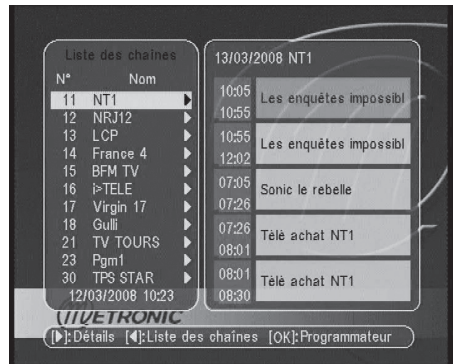 Liste des chaînes
N° Nom
11 NT1
12 NRJ12
13 LCP
14 France 4
15 BFM TV
16 i>TELE
17 Virgin 17
18 Gulli
21 TV TOURS
23 Pgm1
30 TPS STAR
12/03/2008 10:23
13/03/2008 NT1
10:05
10:55
Les enquêtes impossibl
10:55
12:02
Les enquêtes impossibl
07:05
07:26
Sonic le rebelle
07:26
08:01
Télè achat NT1
08:01
08:30
Télè achat NT1
METRONIC
[▶]:Détails [◀]:Liste des chaînes [OK]:Programmateur